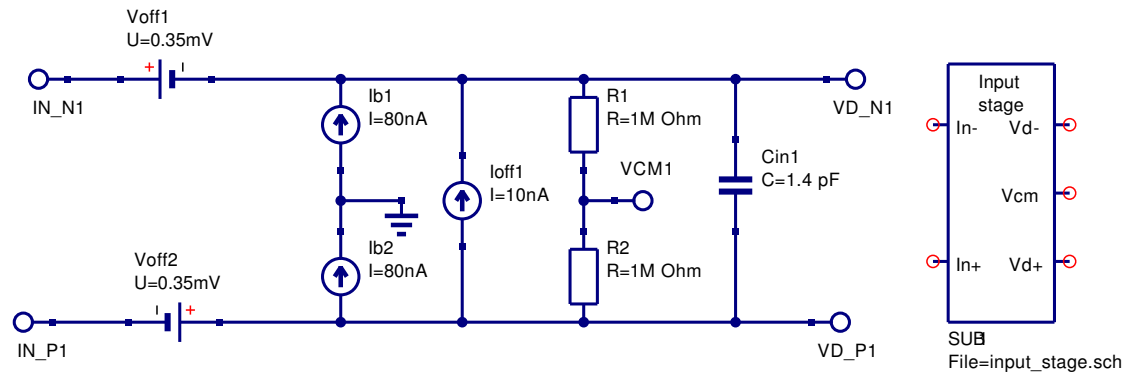 Voff1
U=0.35mV
IN_N1
Ib1
I=80nA
Ioff1
I=10nA
R1
R=1M Ohm
VCM1
Cin1
C=1.4 pF
VD_N1
Ib2
I=80nA
R2
R=1M Ohm
Voff2
U=0.35mV
IN_P1
VD_P1
Input
stage
In- Vd-
Vcm
In+ Vd+
File=input_stage.sch